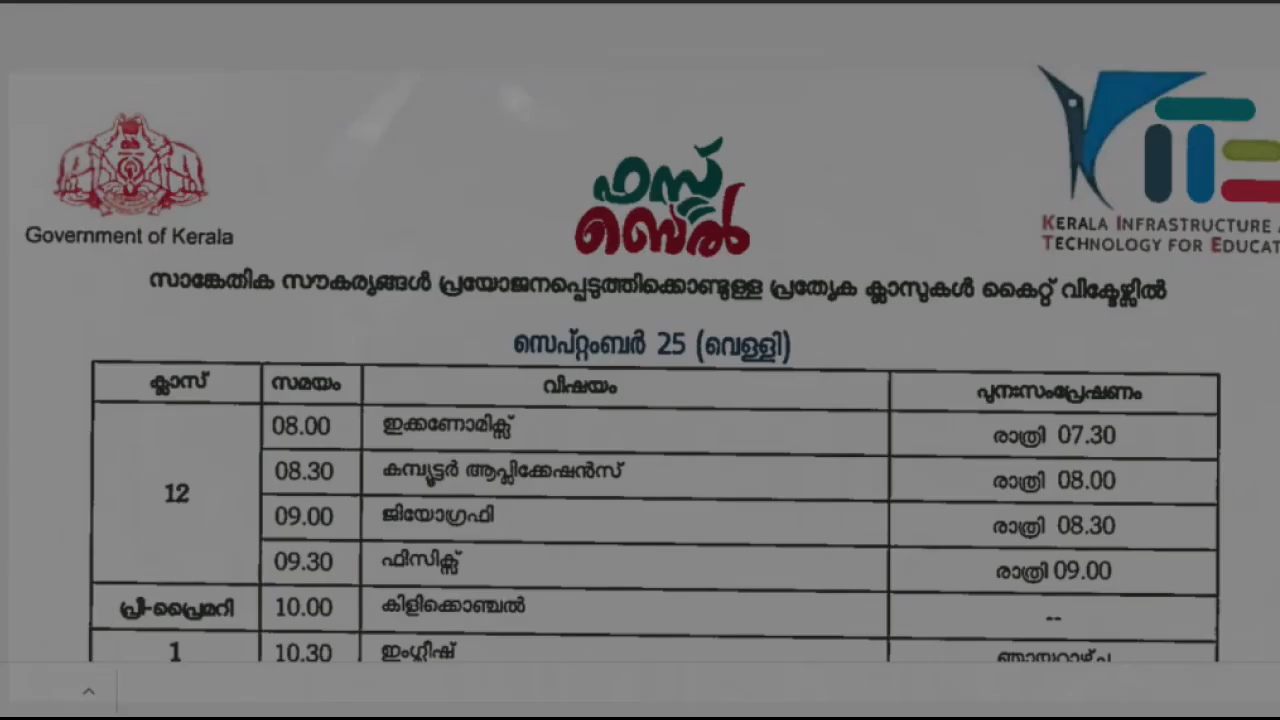 Government of Kerala
ഫസ്റ്റ്
ബെൽ
KITE
KERALA INFRASTRUCTURE
TECHNOLOGY FOR EDUCAT
സാങ്കേതിക സൗകര്യങ്ങൾ പ്രയോജനപ്പെടുത്തിക്കൊണ്ടുള്ള പ്രത്യേക ക്ലാസുകൾ കൈറ്റ് വിക്ടേഴ്സിൽ
സെപ്റ്റംബർ 25 (വെള്ളി)
ക്ലാസ് സമയം വിഷയം പുനഃസംപ്രേഷണം
12
08.00 ഇക്കണോമിക്സ് രാത്രി 07.30
08.30 കമ്പ്യൂട്ടർ ആപ്ലിക്കേഷൻസ് രാത്രി 08.00
09.00 ജിയോഗ്രഫി രാത്രി 08.30
09.30 ഫിസിക്സ് രാത്രി 09.00
പ്രീ-പ്രൈമറി 10.00 കിളിക്കൊഞ്ചൽ --
1 10.30 ഇംഗ്ലീഷ് ഞായറാഴ്ച